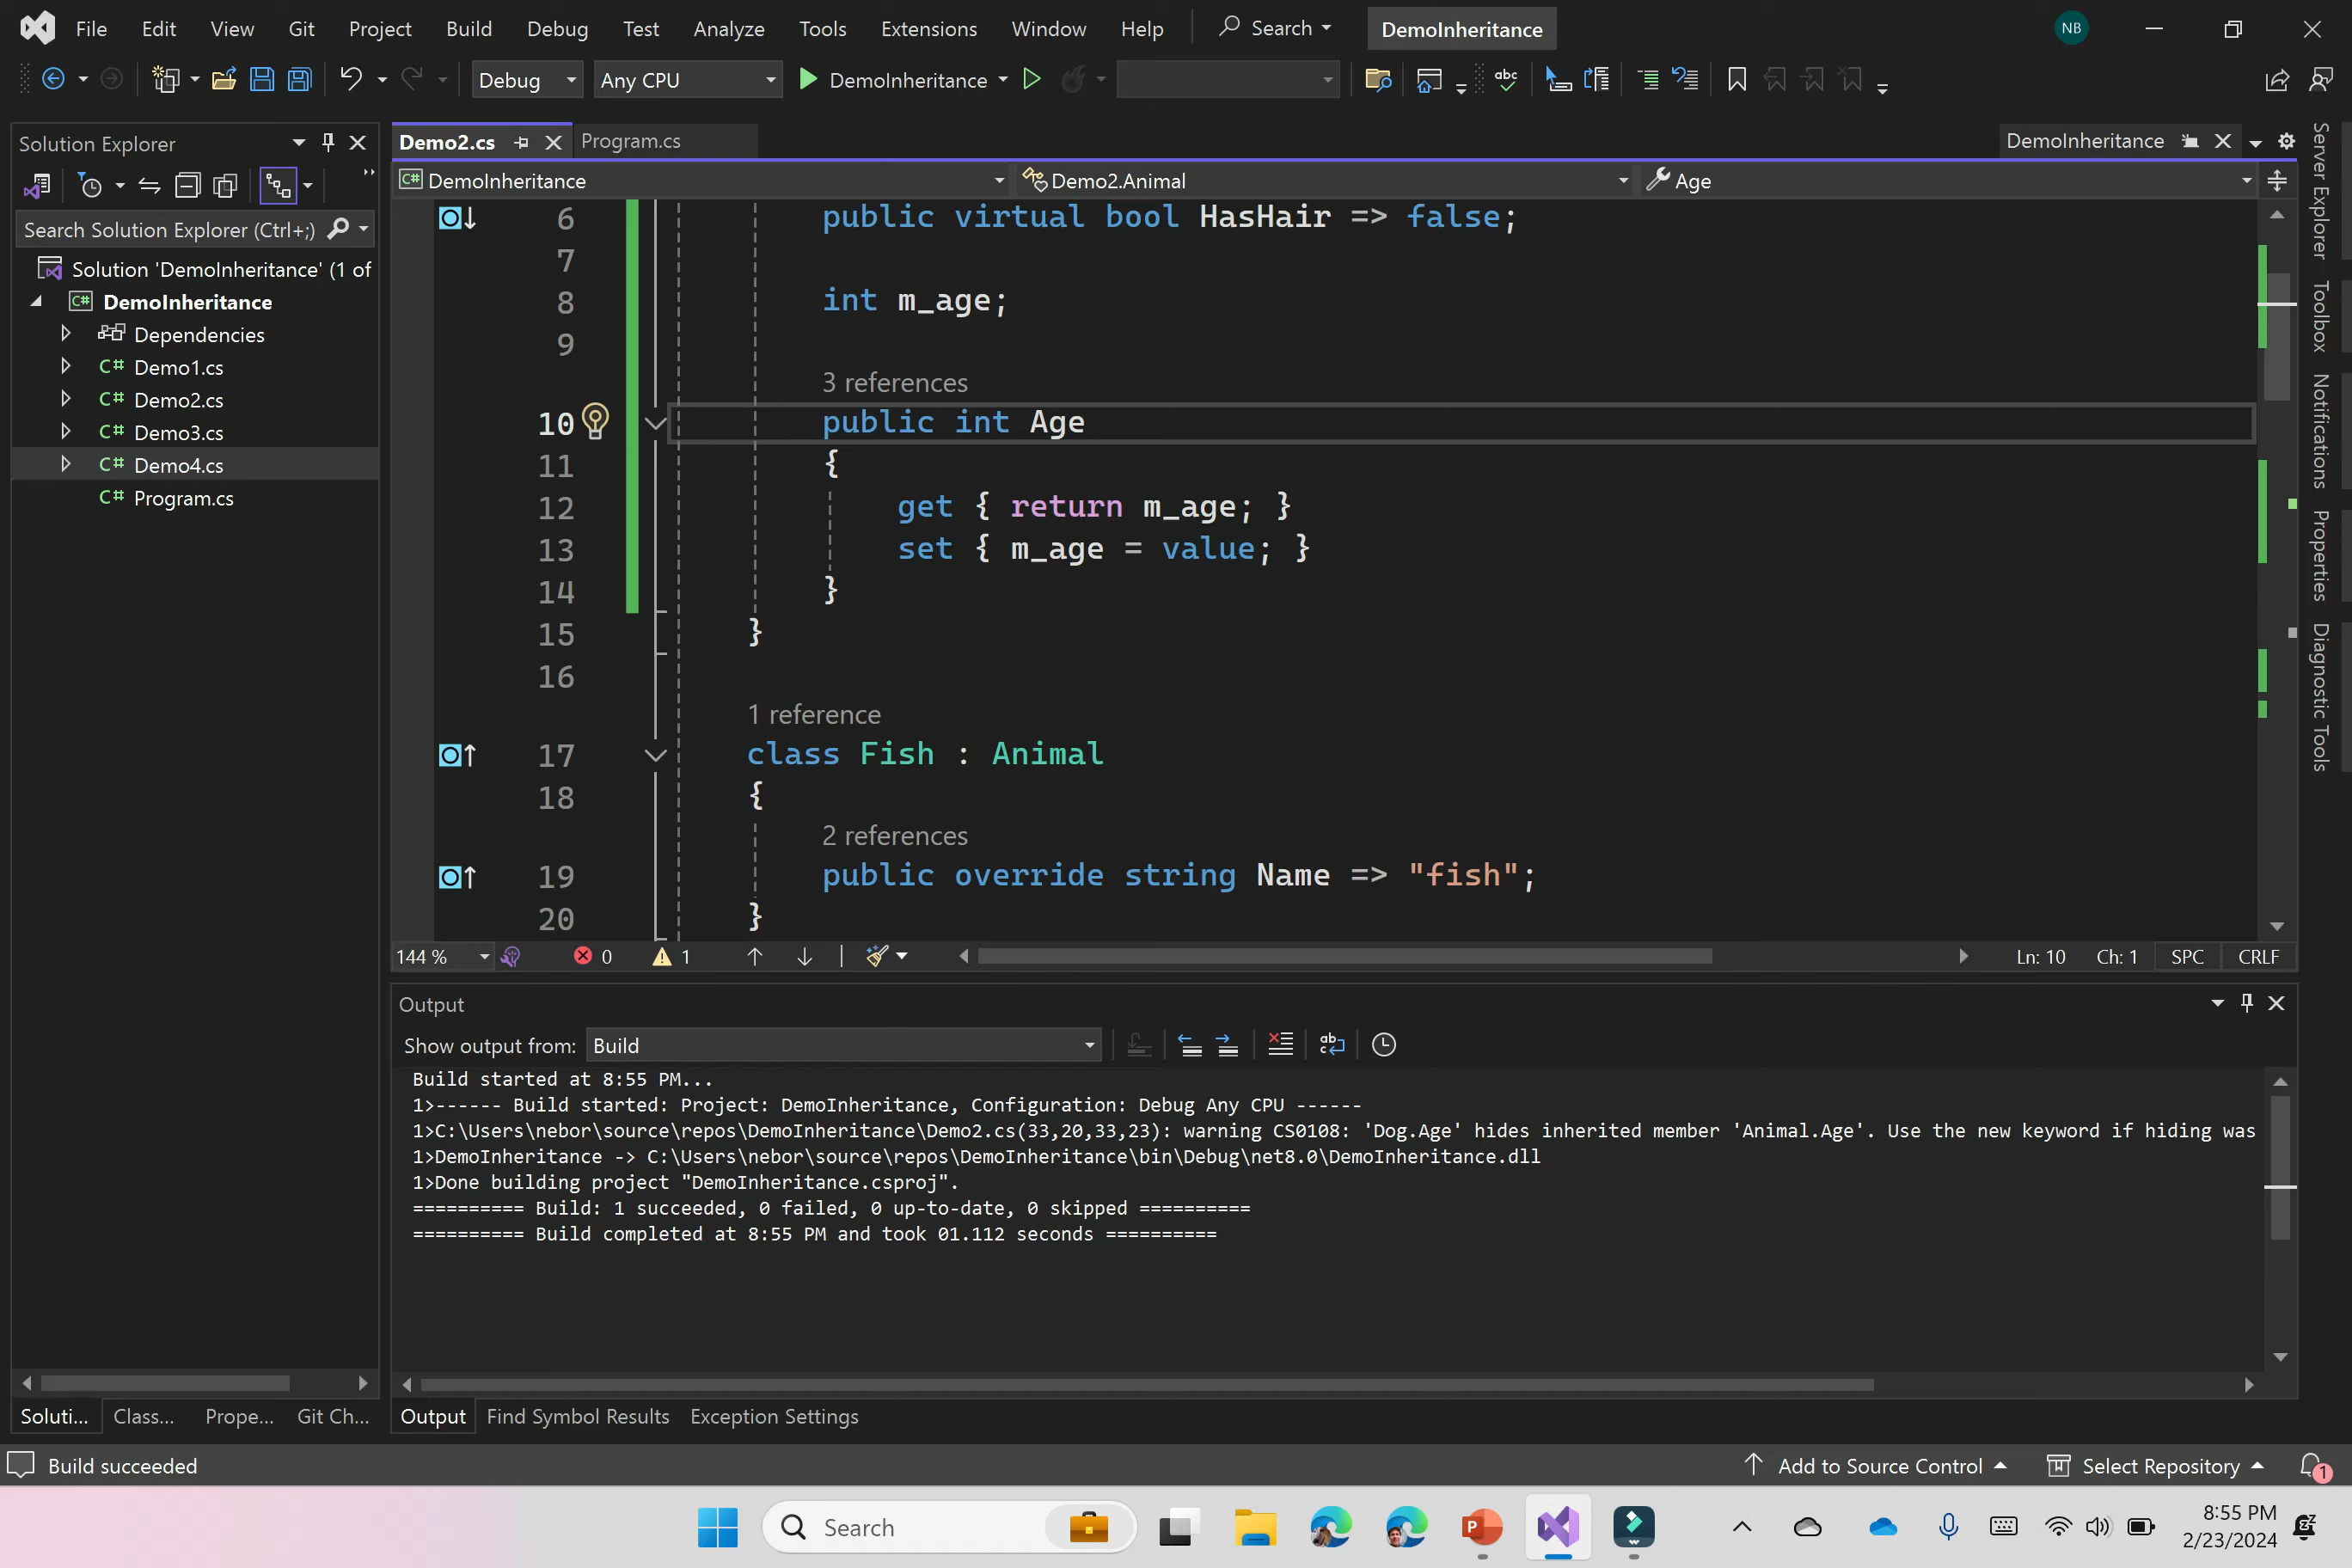 File Edit View Git Project Build Debug Test Tools Analyze Extensions Window Help Search DemoInheritance NB
Debug Any CPU DemoInheritance
Solution Explorer
Search Solution Explorer (Ctrl+;)
Solution 'DemoInheritance' (1 of
C# DemoInheritance
Dependencies
C# Demo1.cs
C# Demo2.cs
C# Demo3.cs
C# Demo4.cs
C# Program.cs
Soluti... Class... Prope... Git Ch...
Demo2.cs Program.cs DemoInheritance
C# DemoInheritance Demo2.Animal Age
6 public virtual bool HasHair => false;
7
8 int m_age;
9
3 references
10 public int Age
11 {
12 get { return m_age; }
13 set { m_age = value; }
14 }
15 }
16
1 reference
17 class Fish : Animal
18 {
2 references
19 public override string Name => "fish";
20 }
144 % 0 1 Ln: 10 Ch: 1 SPC CRLF
Output
Show output from: Build
Build started at 8:55 PM...
1>------ Build started: Project: DemoInheritance, Configuration: Debug Any CPU ------
1>C:\Users\nebor\source\repos\DemoInheritance\Demo2.cs(33,20,33,23): warning CS0108: 'Dog.Age' hides inherited member 'Animal.Age'. Use the new keyword if hiding was
1>DemoInheritance -> C:\Users\nebor\source\repos\DemoInheritance\bin\Debug\net8.0\DemoInheritance.dll
1>Done building project "DemoInheritance.csproj".
========== Build: 1 succeeded, 0 failed, 0 up-to-date, 0 skipped ==========
========== Build completed at 8:55 PM and took 01.112 seconds ==========
Output Find Symbol Results Exception Settings
Server Explorer
Toolbox
Notifications
Properties
Diagnostic Tools
Build succeeded Add to Source Control Select Repository 1
Search
8:55 PM
2/23/2024